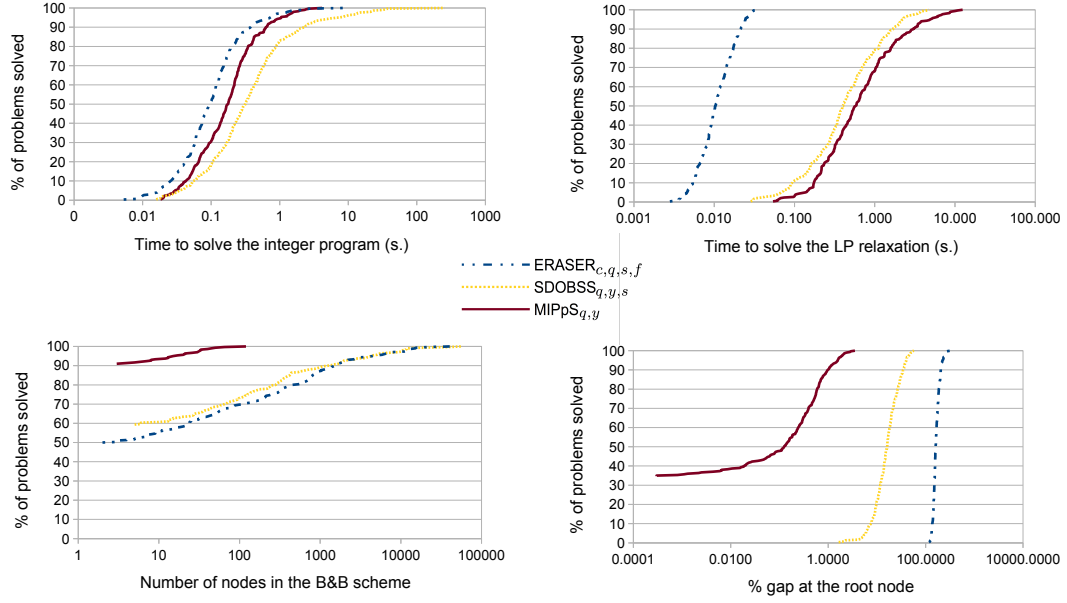 % of problems solved
100
90
80
70
60
50
40
30
20
10
0
0 0.01 0.1 1 10 100 1000
Time to solve the integer program (s.)
% of problems solved
100
90
80
70
60
50
40
30
20
10
0
0.001 0.010 0.100 1.000 10.000 100.000
Time to solve the LP relaxation (s.)
ERASER_{c,q,s,f}
SDOBSS_{q,y,s}
MIPpS_{q,y}
% of problems solved
100
90
80
70
60
50
40
30
20
10
0
1 10 100 1000 10000 100000
Number of nodes in the B&B scheme
% of problems solved
100
90
80
70
60
50
40
30
20
10
0
0.0001 0.0100 1.0000 100.0000 10000.0000
% gap at the root node